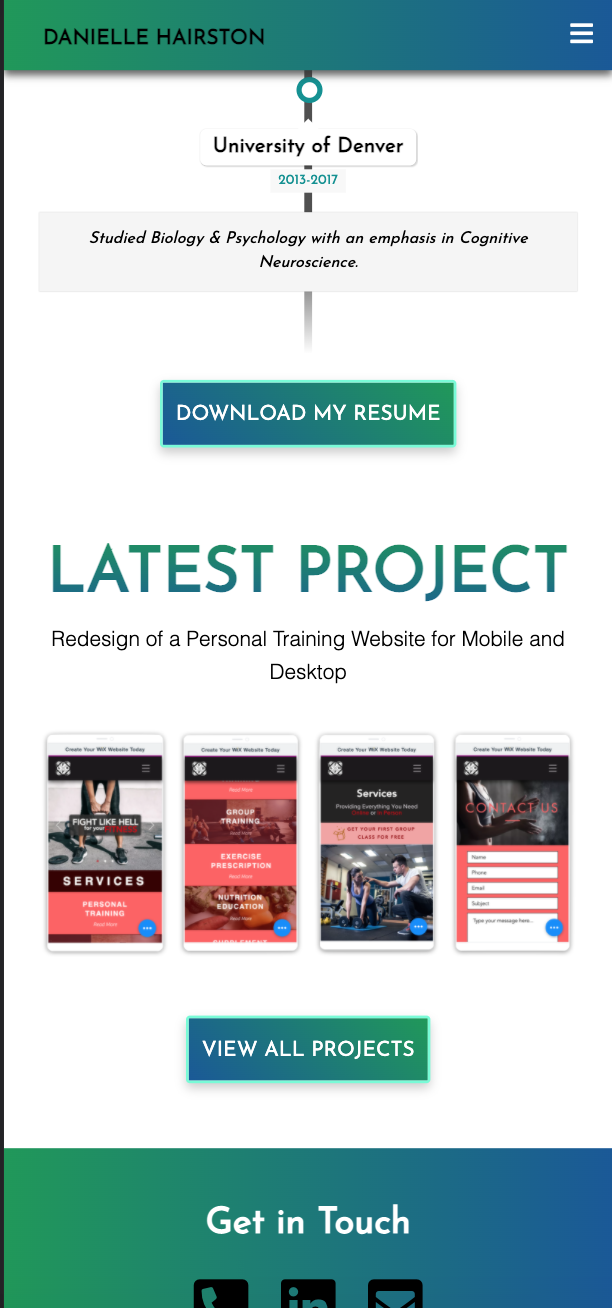 DANIELLE HAIRSTON
University of Denver
2013-2017
Studied Biology & Psychology with an emphasis in Cognitive
Neuroscience.
DOWNLOAD MY RESUME
LATEST PROJECT
Redesign of a Personal Training Website for Mobile and
Desktop
Create Your WiX Website Today
FIGHT LIKE HELL
for your
SERVICES
PERSONAL
TRAINING
Read More
Create Your WiX Website Today
Read More
GROUP
TRAINING
Read More
EXERCISE
PRESCRIPTION
Read More
NUTRITION
EDUCATION
Read More
SUPPLEMENT
Create Your WiX Website Today
Services
Providing Everything You Need
Online or In Person
GET YOUR FIRST GROUP
CLASS FOR FREE
Create Your WiX Website Today
CONTACT US
Name
Phone
Email
Subject
Type your message here...
VIEW ALL PROJECTS
Get in Touch
in